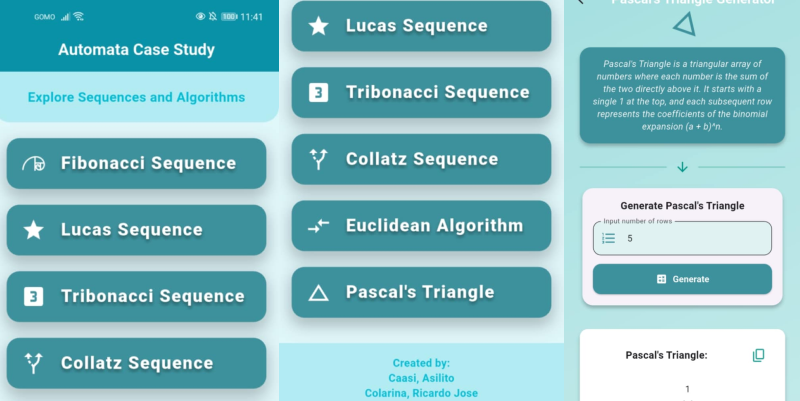 GOMO
100 11:41
Automata Case Study
Explore Sequences and Algorithms
Fibonacci Sequence
Lucas Sequence
3 Tribonacci Sequence
Collatz Sequence
Lucas Sequence
3 Tribonacci Sequence
Collatz Sequence
Euclidean Algorithm
Pascal's Triangle
Created by:
Caasi, Asilito
Colarina, Ricardo Jose
Pascal's Triangle Generator
Pascal's Triangle is a triangular array of
numbers where each number is the sum of
the two directly above it. It starts with a
single 1 at the top, and each subsequent row
represents the coefficients of the binomial
expansion (a + b)^n.
Generate Pascal's Triangle
Input number of rows
5
Generate
Pascal's Triangle:
1